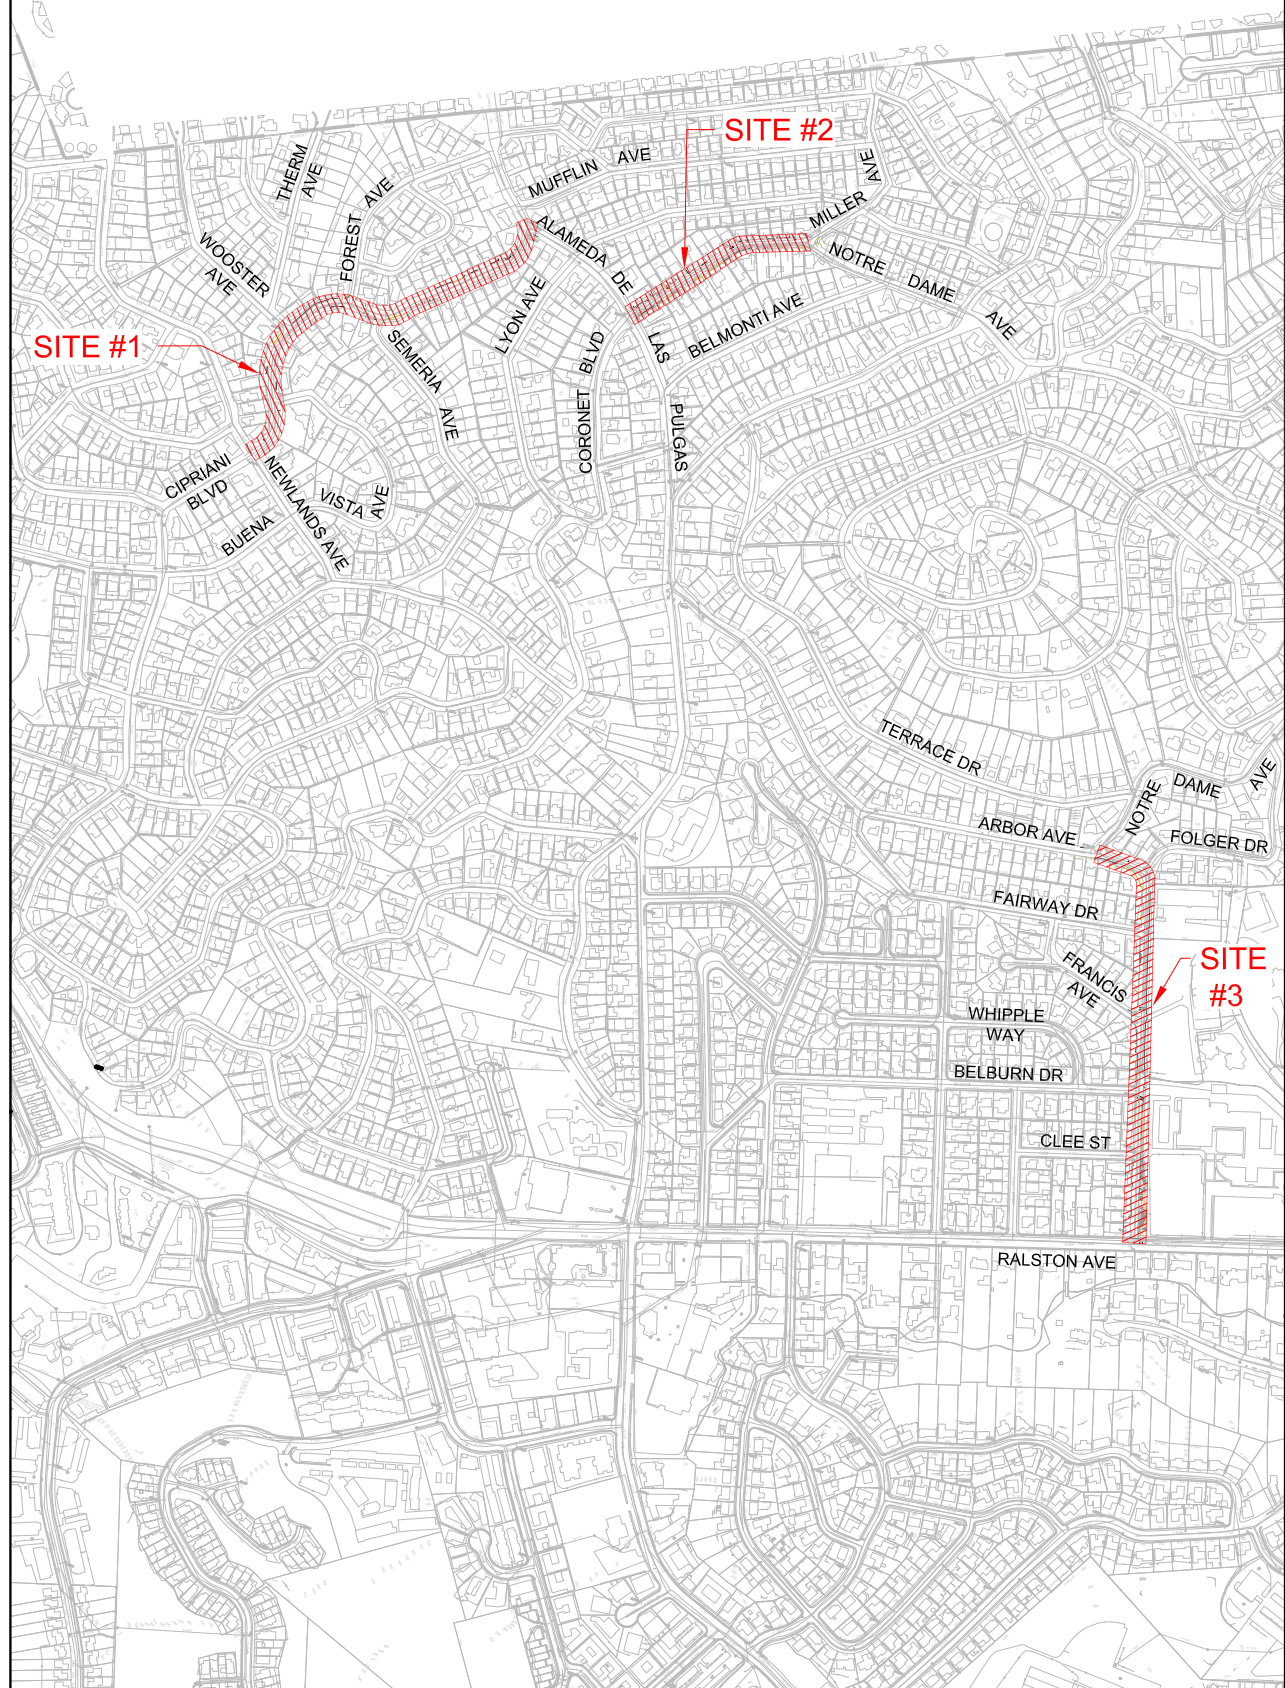 SITE #2
THERM
AVE
MUFFLIN AVE
FOREST AVE
MILLER AVE
WOOSTER
AVE
ALAMEDA DE LAS PULGAS
NOTRE DAME AVE
LYON AVE
BELMONTI AVE
SITE #1
SEMERIA AVE
CORONET BLVD
CIPRIANI
BLVD
NEWLANDS AVE
BUENA VISTA AVE
TERRACE DR
NOTRE DAME AVE
ARBOR AVE
FOLGER DR
FAIRWAY DR
FRANCIS
AVE
SITE
#3
WHIPPLE
WAY
BELBURN DR
CLEE ST
RALSTON AVE